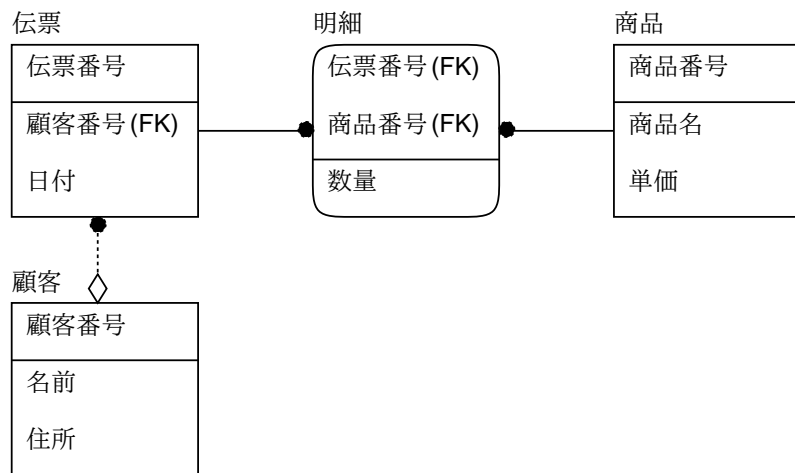 伝票
伝票番号
顧客番号(FK)
日付
明細
伝票番号(FK)
商品番号(FK)
数量
商品
商品番号
商品名
単価
顧客
顧客番号
名前
住所